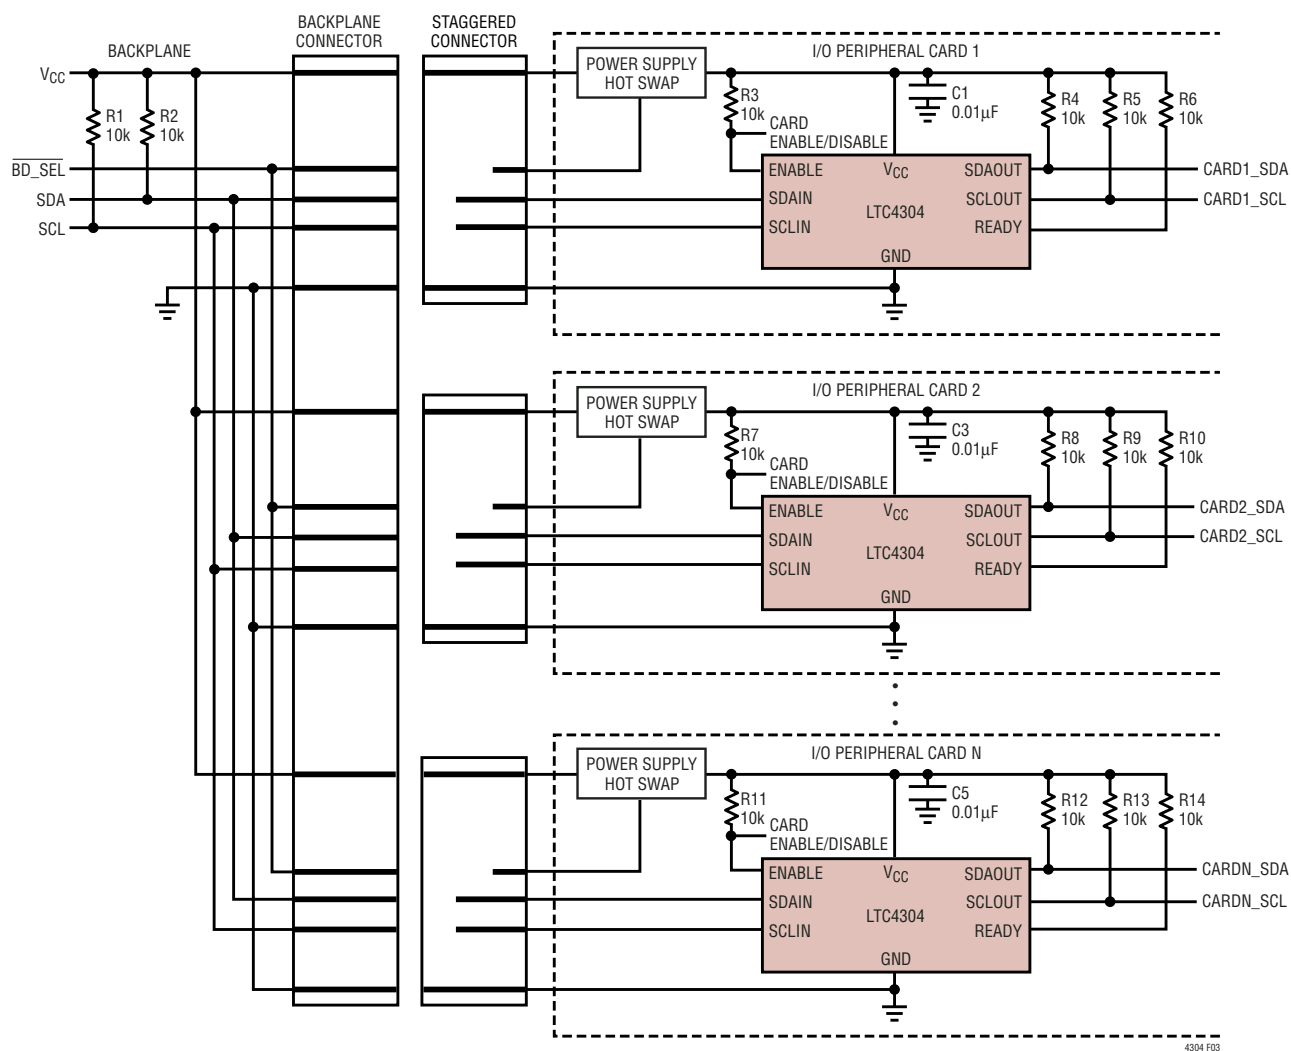 BACKPLANE
CONNECTOR
STAGGERED
CONNECTOR
BACKPLANE
VCC
R1
10k
R2
10k
BD_SEL
SDA
SCL
I/O PERIPHERAL CARD 1
POWER SUPPLY
HOT SWAP
R3
10k
CARD
ENABLE/DISABLE
C1
0.01µF
R4
10k
R5
10k
R6
10k
ENABLE
VCC
SDAOUT
CARD1_SDA
SDAIN
LTC4304
SCLOUT
CARD1_SCL
SCLIN
READY
GND
I/O PERIPHERAL CARD 2
POWER SUPPLY
HOT SWAP
R7
10k
CARD
ENABLE/DISABLE
C3
0.01µF
R8
10k
R9
10k
R10
10k
ENABLE
VCC
SDAOUT
CARD2_SDA
SDAIN
LTC4304
SCLOUT
CARD2_SCL
SCLIN
READY
GND
I/O PERIPHERAL CARD N
POWER SUPPLY
HOT SWAP
R11
10k
CARD
ENABLE/DISABLE
C5
0.01µF
R12
10k
R13
10k
R14
10k
ENABLE
VCC
SDAOUT
CARDN_SDA
SDAIN
LTC4304
SCLOUT
CARDN_SCL
SCLIN
READY
GND
4304 F03